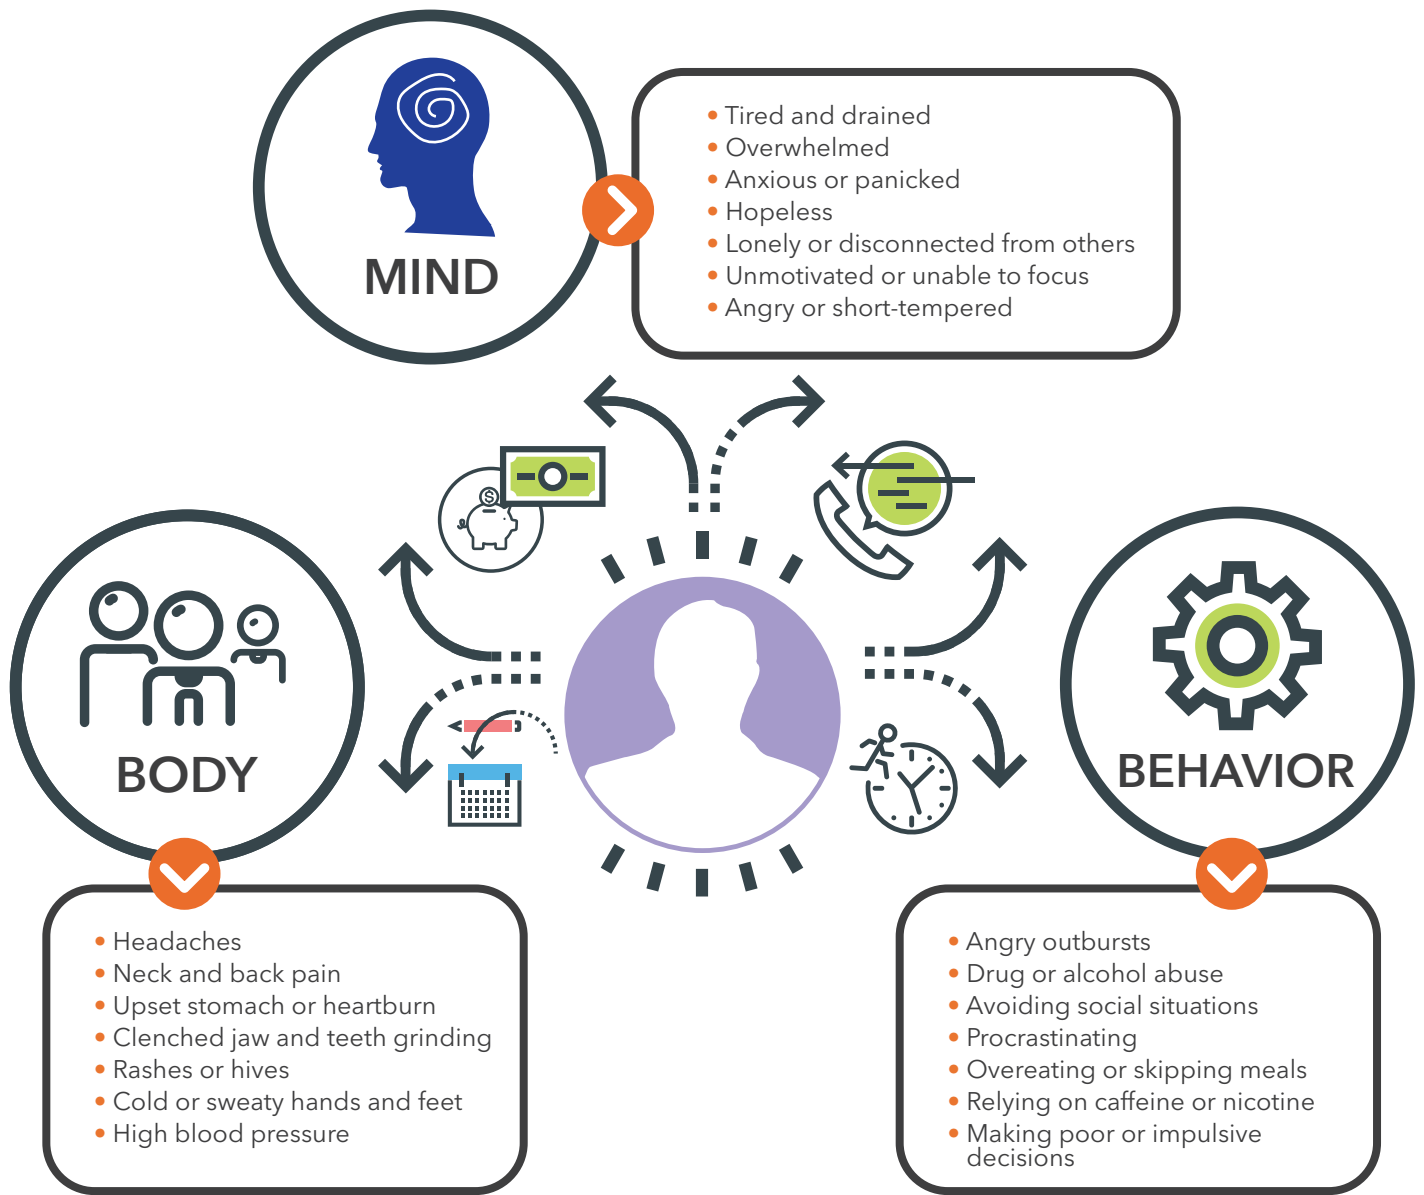 MIND
• Tired and drained
• Overwhelmed
• Anxious or panicked
• Hopeless
• Lonely or disconnected from others
• Unmotivated or unable to focus
• Angry or short-tempered
$
BODY
• Headaches
• Neck and back pain
• Upset stomach or heartburn
• Clenched jaw and teeth grinding
• Rashes or hives
• Cold or sweaty hands and feet
• High blood pressure
BEHAVIOR
• Angry outbursts
• Drug or alcohol abuse
• Avoiding social situations
• Procrastinating
• Overeating or skipping meals
• Relying on caffeine or nicotine
• Making poor or impulsive
decisions